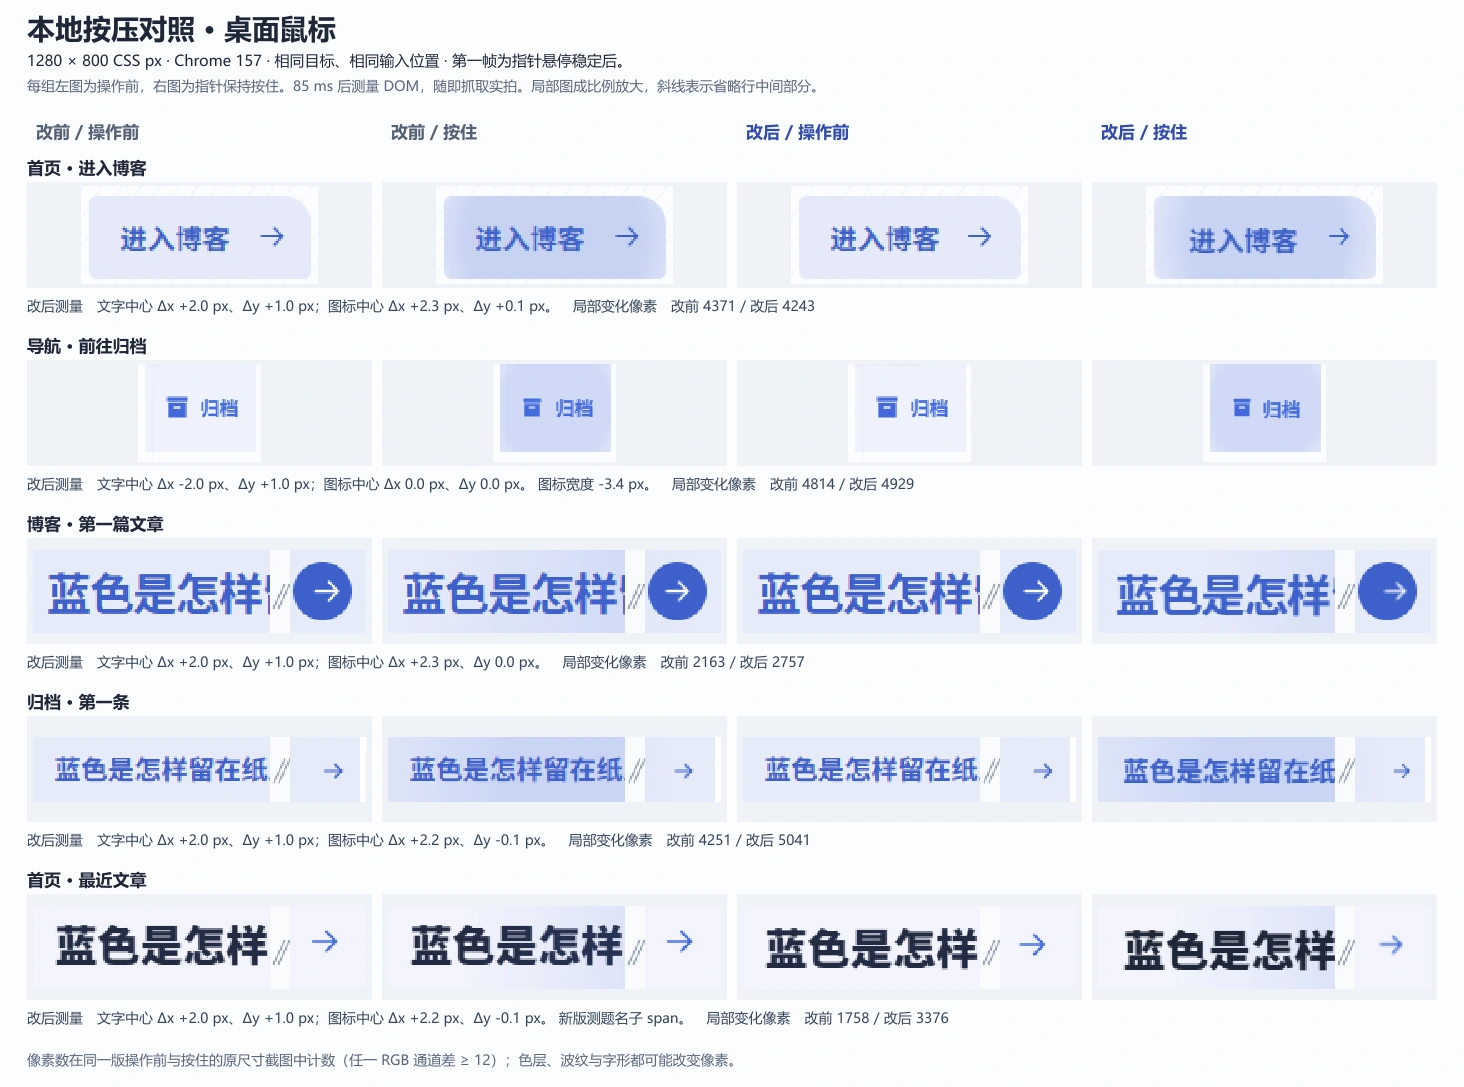 本地按压对照 • 桌面鼠标
1280 × 800 CSS px · Chrome 157 · 相同目标、相同输入位置 · 第一帧为指针悬停稳定后。
每组左图为操作前，右图为指针保持按住。85 ms 后测量 DOM，随即抓取实拍。局部图成比例放大，斜线表示省略行中间部分。
改前 / 操作前 改前 / 按住 改后 / 操作前 改后 / 按住
首页 • 进入博客
进入博客 → 进入博客 → 进入博客 → 进入博客 →
改后测量 文字中心 Δx +2.0 px、Δy +1.0 px；图标中心 Δx +2.3 px、Δy +0.1 px。 局部变化像素 改前 4371 / 改后 4243
导航 • 前往归档
归档 归档 归档 归档
改后测量 文字中心 Δx -2.0 px、Δy +1.0 px；图标中心 Δx 0.0 px、Δy 0.0 px。 图标宽度 -3.4 px。 局部变化像素 改前 4814 / 改后 4929
博客 • 第一篇文章
蓝色是怎样 // → 蓝色是怎样 // → 蓝色是怎样 // → 蓝色是怎样 // →
改后测量 文字中心 Δx +2.0 px、Δy +1.0 px；图标中心 Δx +2.3 px、Δy 0.0 px。 局部变化像素 改前 2163 / 改后 2757
归档 • 第一条
蓝色是怎样留在纸 // → 蓝色是怎样留在纸 // → 蓝色是怎样留在纸 // → 蓝色是怎样留在纸 // →
改后测量 文字中心 Δx +2.0 px、Δy +1.0 px；图标中心 Δx +2.2 px、Δy -0.1 px。 局部变化像素 改前 4251 / 改后 5041
首页 • 最近文章
蓝色是怎样 // → 蓝色是怎样 // → 蓝色是怎样 // → 蓝色是怎样 // →
改后测量 文字中心 Δx +2.0 px、Δy +1.0 px；图标中心 Δx +2.2 px、Δy -0.1 px。 新版测题名子 span。 局部变化像素 改前 1758 / 改后 3376
像素数在同一版操作前与按住的原尺寸截图中计数（任一 RGB 通道差 ≥ 12）；色层、波纹与字形都可能改变像素。